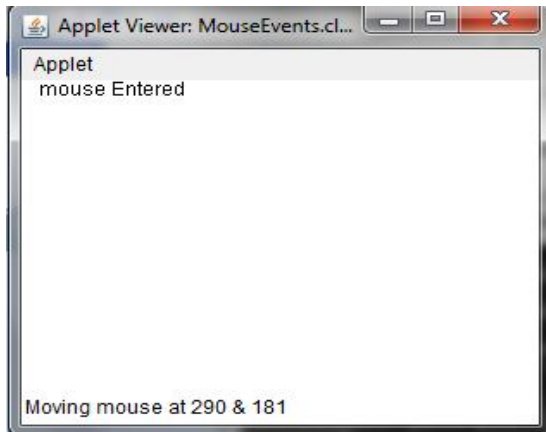 Applet Viewer: MouseEvents.cl...
Applet
mouse Entered
Moving mouse at 290 & 181